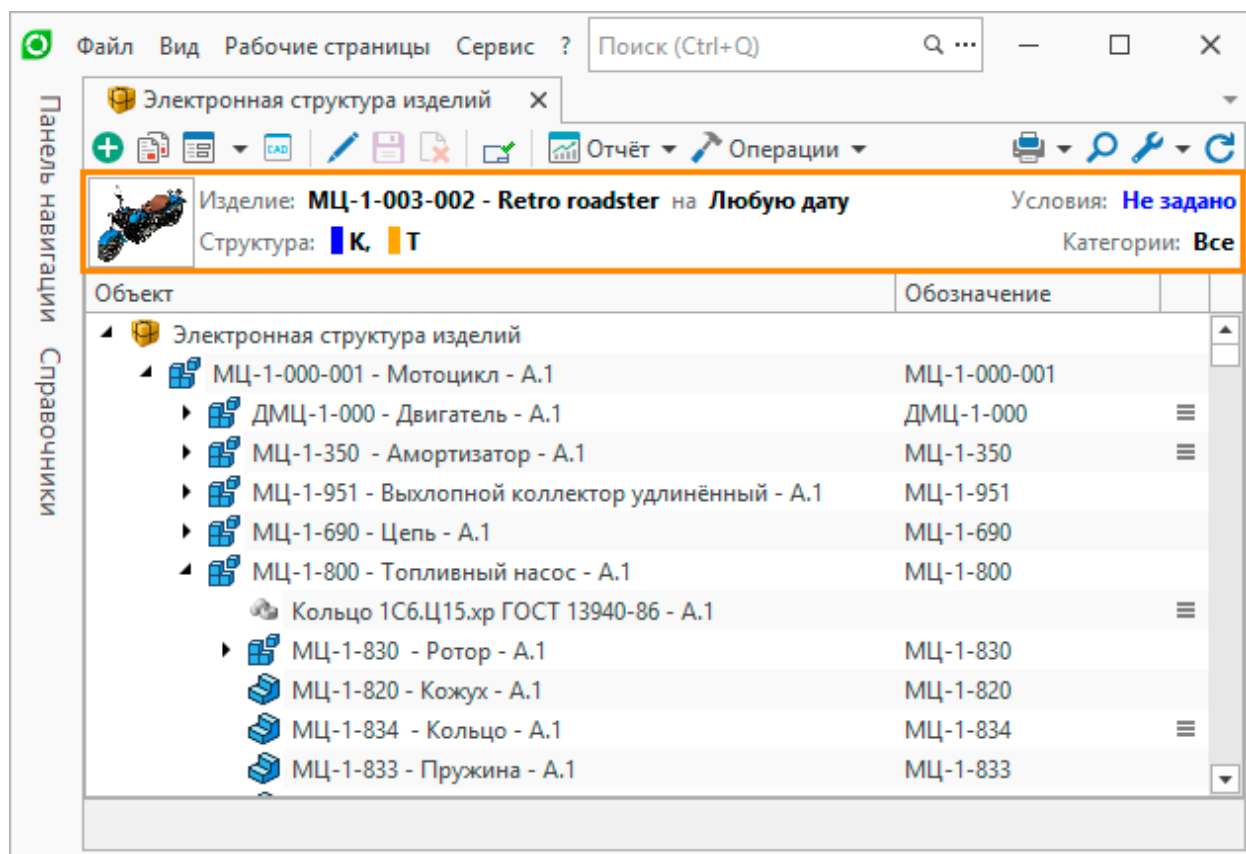 Файл Вид Рабочие страницы Сервис ? Поиск (Ctrl+Q)
Панель навигации
Справочники
Электронная структура изделий
CAD Отчёт Операции
Изделие: МЦ-1-003-002 - Retro roadster на Любую дату Условия: Не задано
Структура: К, Т Категории: Все
Объект Обозначение
Электронная структура изделий
МЦ-1-000-001 - Мотоцикл - А.1 МЦ-1-000-001
ДМЦ-1-000 - Двигатель - А.1 ДМЦ-1-000
МЦ-1-350 - Амортизатор - А.1 МЦ-1-350
МЦ-1-951 - Выхлопной коллектор удлинённый - А.1 МЦ-1-951
МЦ-1-690 - Цепь - А.1 МЦ-1-690
МЦ-1-800 - Топливный насос - А.1 МЦ-1-800
Кольцо 1С6.Ц15.хр ГОСТ 13940-86 - А.1
МЦ-1-830 - Ротор - А.1 МЦ-1-830
МЦ-1-820 - Кожух - А.1 МЦ-1-820
МЦ-1-834 - Кольцо - А.1 МЦ-1-834
МЦ-1-833 - Пружина - А.1 МЦ-1-833